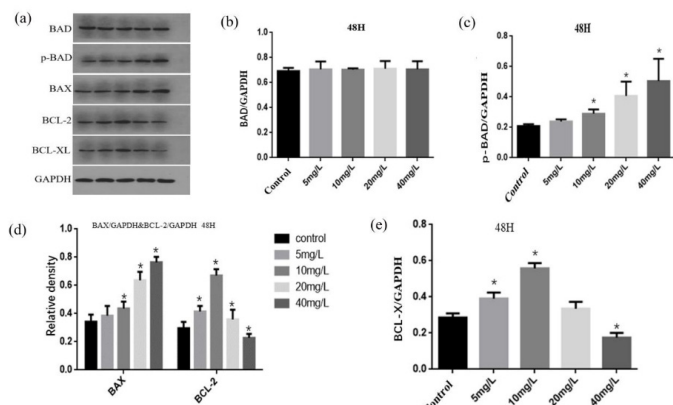 (a)
BAD
p-BAD
BAX
BCL-2
BCL-XL
GAPDH
(b)
48H
BAD/GAPDH
1.0
0.8
0.6
0.4
0.2
0.0
Control
5mg/L
10mg/L
20mg/L
40mg/L
(c)
48H
p-BAD/GAPDH
0.8
0.6
0.4
0.2
0.0
* * *
Control
5mg/L
10mg/L
20mg/L
40mg/L
(d)
BAX/GAPDH&BCL-2/GAPDH 48H
Relative density
1.0
0.8
0.6
0.4
0.2
0.0
* * * * * * *
BAX
BCL-2
control
5mg/L
10mg/L
20mg/L
40mg/L
(e)
48H
BCL-X/GAPDH
0.8
0.6
0.4
0.2
0.0
* * *
Control
5mg/L
10mg/L
20mg/L
40mg/L